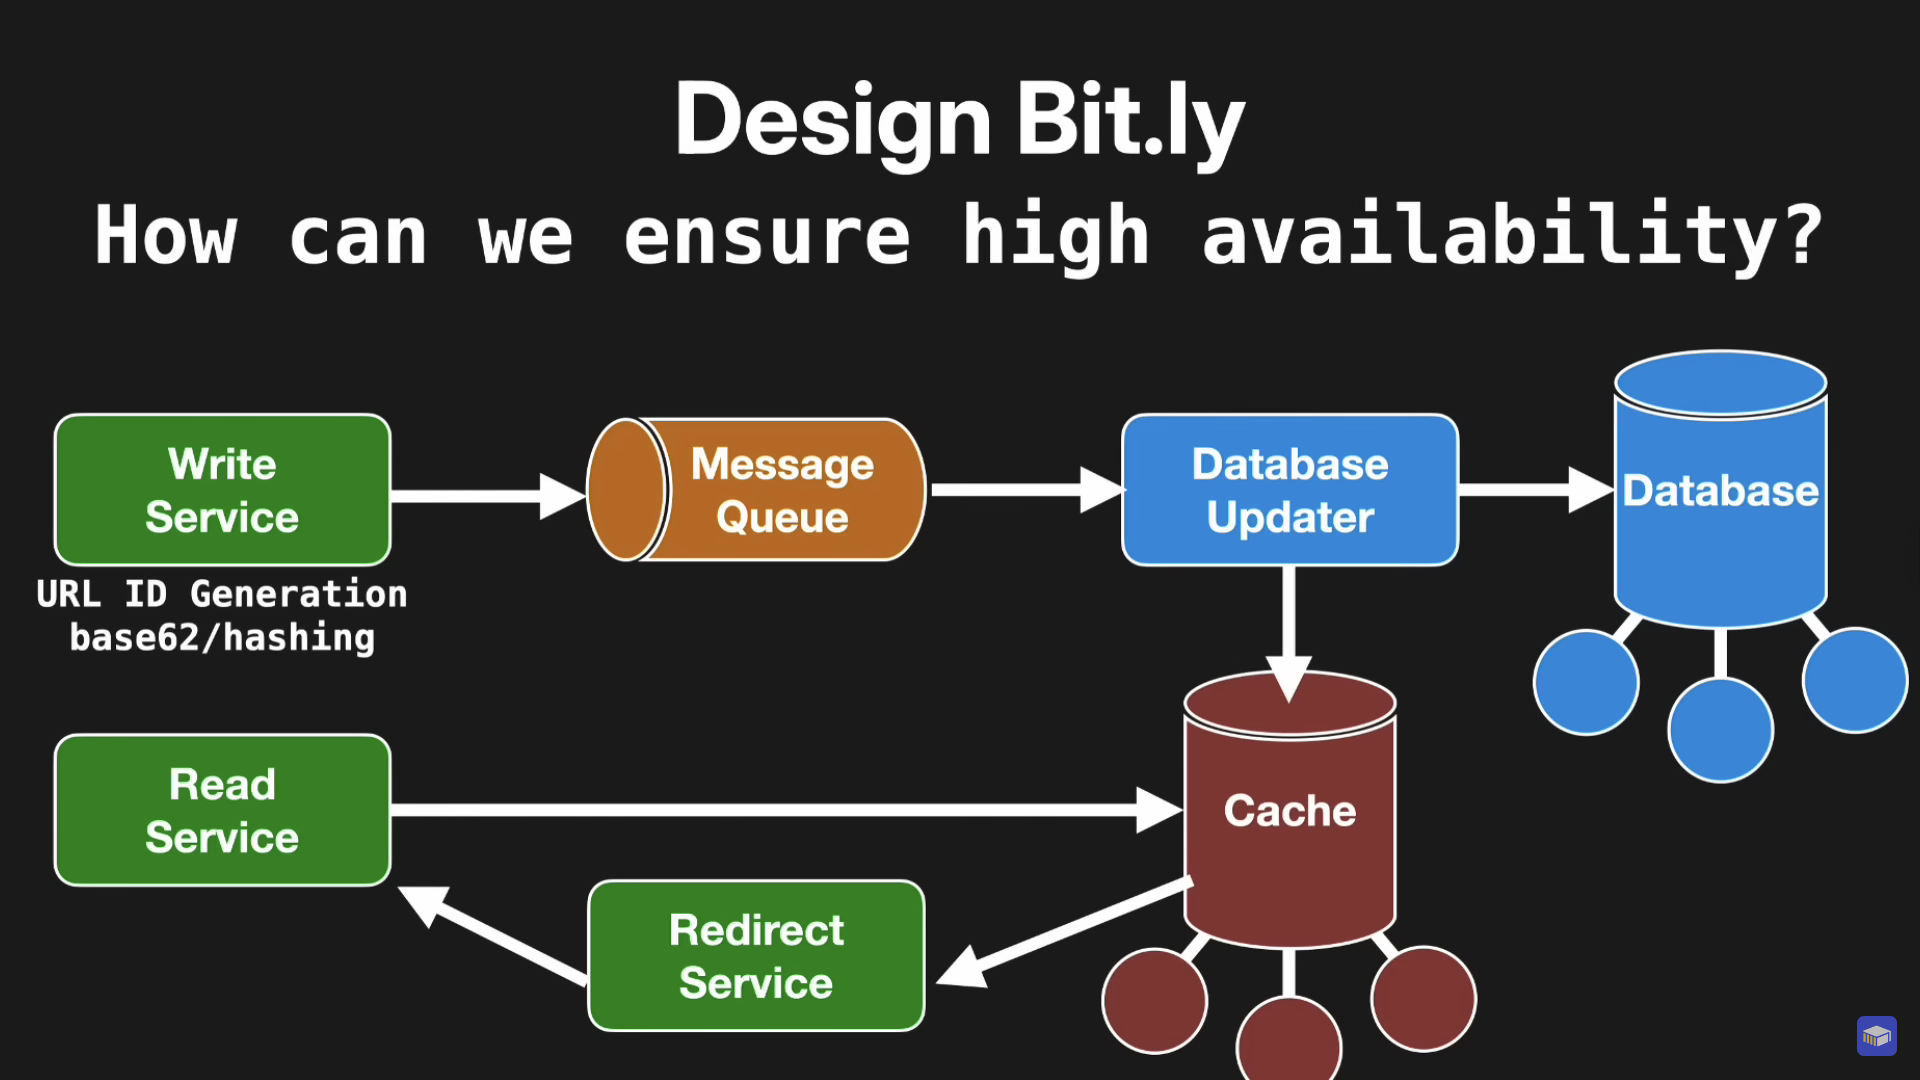 Design Bit.ly
How can we ensure high availability?
Write
Service
Message
Queue
Database
Updater
Database
URL ID Generation
base62/hashing
Read
Service
Cache
Redirect
Service